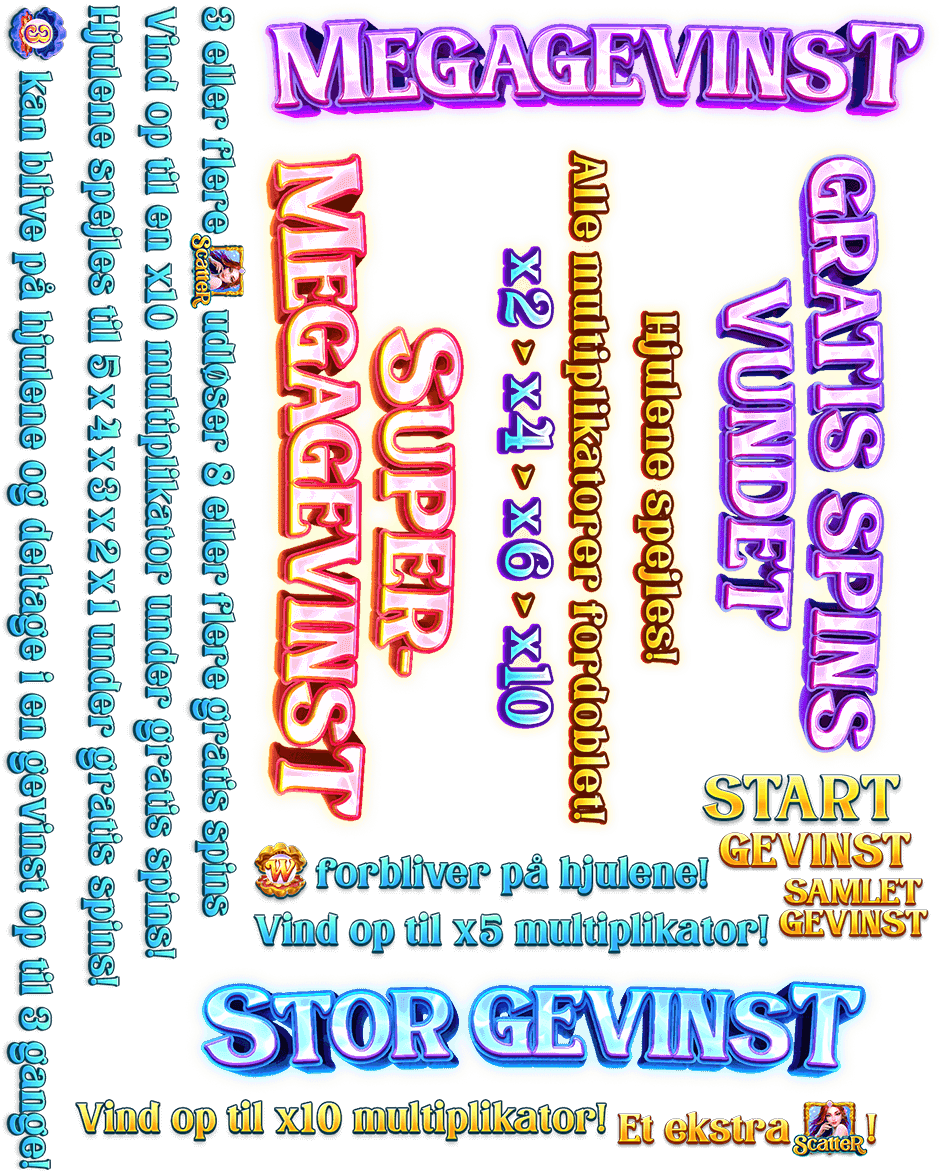 MEGAGEVINST
3 eller flere SCATTER udløser 8 eller flere gratis spins
Vind op til en x10 multiplikator under gratis spins!
Hjulene spejles til 5 x 4 x 3 x 2 x 1 under gratis spins!
3 kan blive på hjulene og deltage i en gevinst op til 3 gange!
SUPER-
MEGAGEVINST
GRATIS SPINS
VUNDET
Hjulene spejles!
Alle multiplikatorer fordoblet!
x2 > x4 > x6 > x10
START
GEVINST
SAMLET
GEVINST
W forbliver på hjulene!
Vind op til x5 multiplikator!
STOR GEVINST
Vind op til x10 multiplikator!
Et ekstra SCATTER !